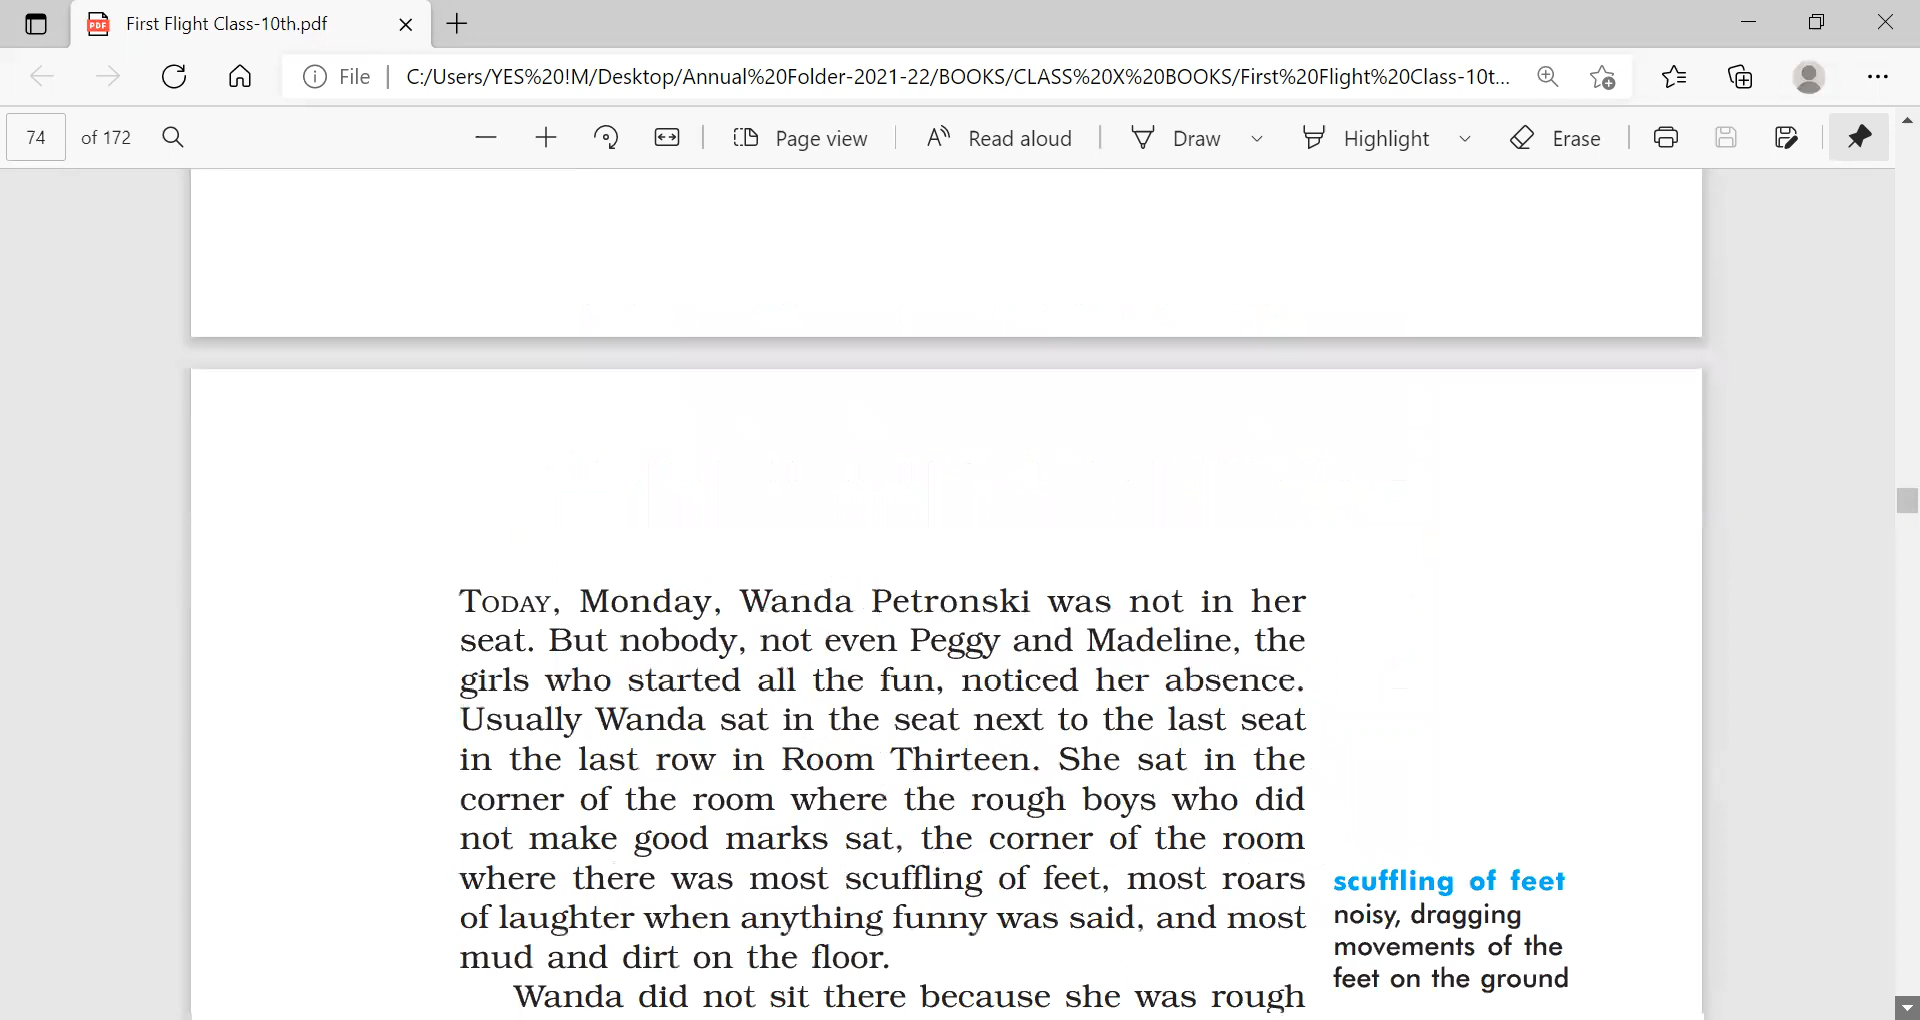 First Flight Class-10th.pdf
File
C:/Users/YES%20!M/Desktop/Annual%20Folder-2021-22/BOOKS/CLASS%20X%20BOOKS/First%20Flight%20Class-10t...
74 of 172
Page view
Read aloud
Draw
Highlight
Erase
TODAY, Monday, Wanda Petronski was not in her
seat. But nobody, not even Peggy and Madeline, the
girls who started all the fun, noticed her absence.
Usually Wanda sat in the seat next to the last seat
in the last row in Room Thirteen. She sat in the
corner of the room where the rough boys who did
not make good marks sat, the corner of the room
where there was most scuffling of feet, most roars
of laughter when anything funny was said, and most
mud and dirt on the floor.
Wanda did not sit there because she was rough
scuffling of feet
noisy, dragging
movements of the
feet on the ground